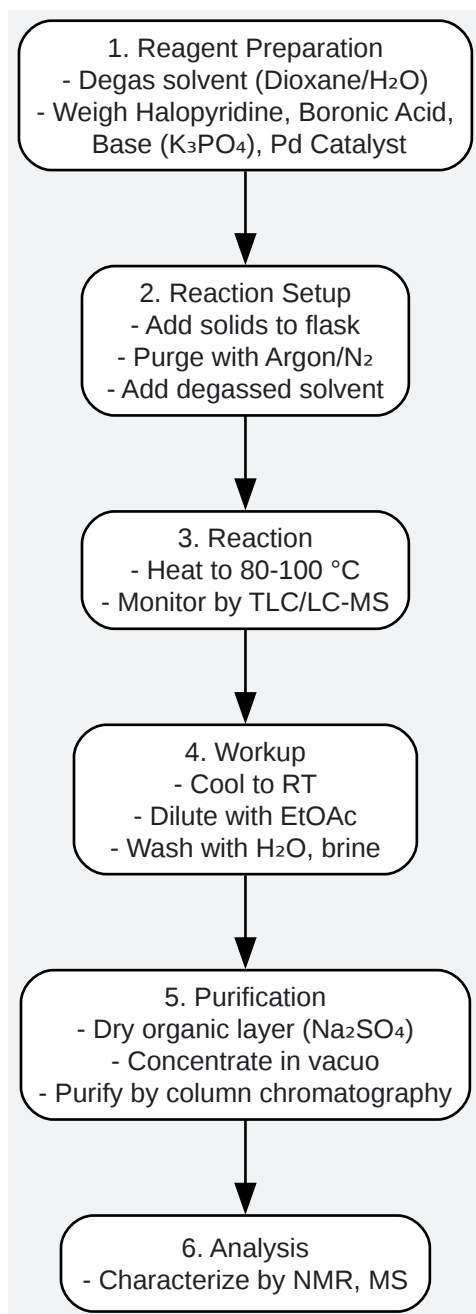 1. Reagent Preparation
- Degas solvent (Dioxane/H₂O)
- Weigh Halopyridine, Boronic Acid,
Base (K₃PO₄), Pd Catalyst
2. Reaction Setup
- Add solids to flask
- Purge with Argon/N₂
- Add degassed solvent
3. Reaction
- Heat to 80-100 °C
- Monitor by TLC/LC-MS
4. Workup
- Cool to RT
- Dilute with EtOAc
- Wash with H₂O, brine
5. Purification
- Dry organic layer (Na₂SO₄)
- Concentrate in vacuo
- Purify by column chromatography
6. Analysis
- Characterize by NMR, MS